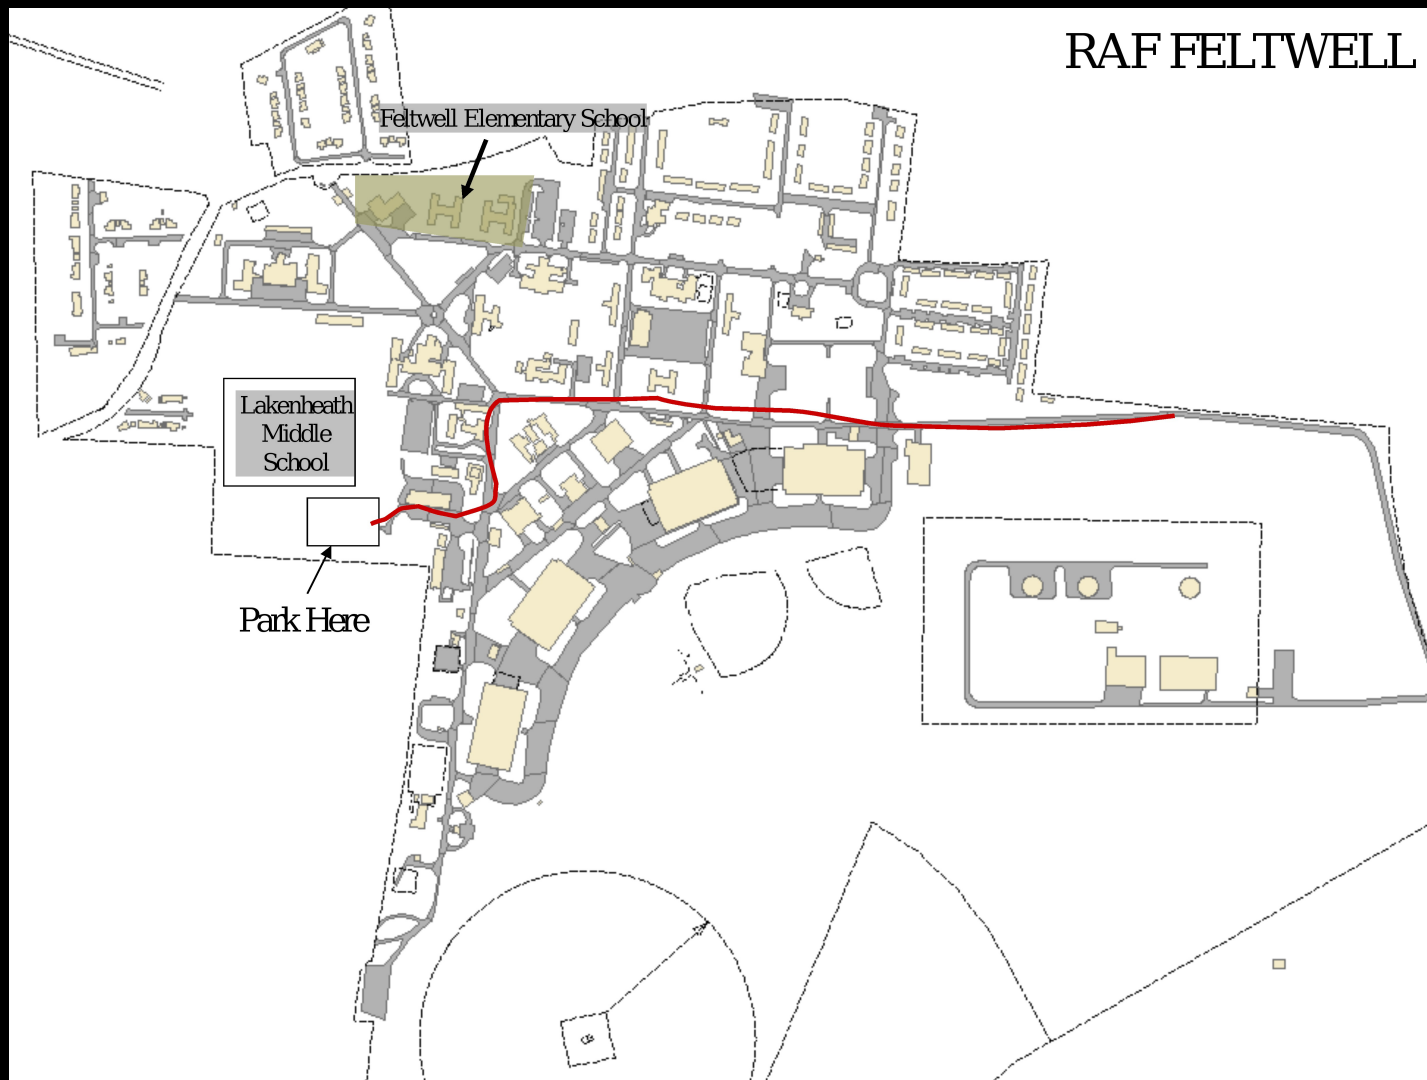 RAF FELTWELL
Feltwell Elementary School
Lakenheath
Middle
School
Park Here